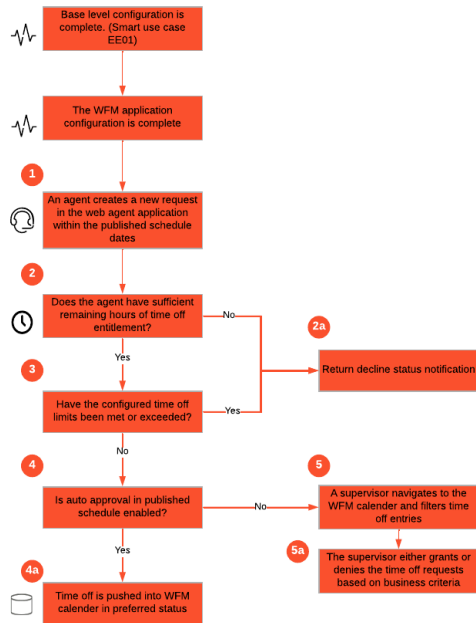 Base level configuration is
complete. (Smart use case
EE01)
The WFM application
configuration is complete
1
An agent creates a new request
in the web agent application
within the published schedule
dates
2
Does the agent have sufficient
remaining hours of time off
entitlement?
No
2a
Return decline status notification
Yes
3
Have the configured time off
limits been met or exceeded?
Yes
No
4
Is auto approval in published
schedule enabled?
No
5
A supervisor navigates to the
WFM calender and filters time
off entries
Yes
5a
The supervisor either grants or
denies the time off requests
based on business criteria
4a
Time off is pushed into WFM
calender in preferred status